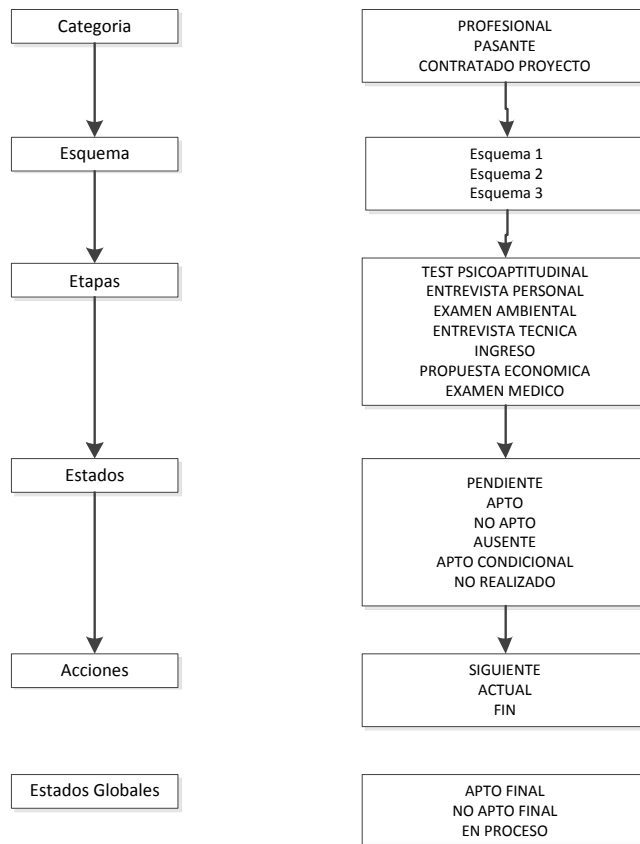 Categoria
PROFESIONAL
PASANTE
CONTRATADO PROYECTO
Esquema
Esquema 1
Esquema 2
Esquema 3
Etapas
TEST PSICOAPTITUDINAL
ENTREVISTA PERSONAL
EXAMEN AMBIENTAL
ENTREVISTA TECNICA
INGRESO
PROPUESTA ECONOMICA
EXAMEN MEDICO
Estados
PENDIENTE
APTO
NO APTO
AUSENTE
APTO CONDICIONAL
NO REALIZADO
Acciones
SIGUIENTE
ACTUAL
FIN
Estados Globales
APTO FINAL
NO APTO FINAL
EN PROCESO